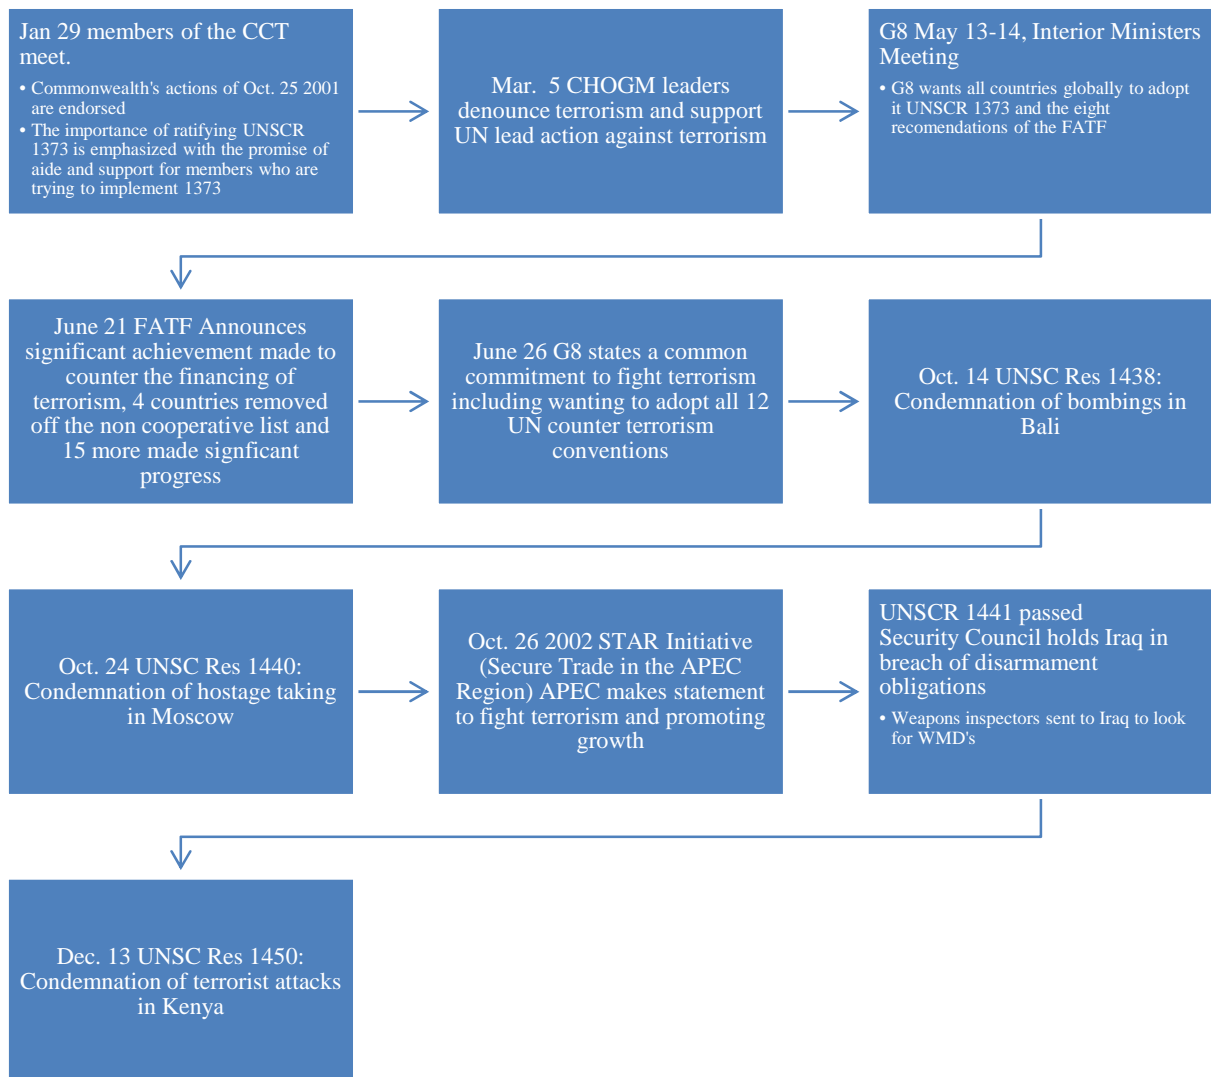 Jan 29 members of the CCT
meet.
• Commonwealth's actions of Oct. 25 2001
are endorsed
• The importance of ratifying UNSCR
1373 is emphasized with the promise of
aide and support for members who are
trying to implement 1373
Mar.  5 CHOGM leaders
denounce terrorism and support
UN lead action against terrorism
G8 May 13-14, Interior Ministers
Meeting
• G8 wants all countries globally to adopt
it UNSCR 1373 and the eight
recomendations of the FATF
June 21 FATF Announces
significant achievement made to
counter the financing of
terrorism, 4 countries removed
off the non cooperative list and
15 more made signficant
progress
June 26 G8 states a common
commitment to fight terrorism
including wanting to adopt all 12
UN counter terrorism
conventions
Oct. 14 UNSC Res 1438:
Condemnation of bombings in
Bali
Oct. 24 UNSC Res 1440:
Condemnation of hostage taking
in Moscow
Oct. 26 2002 STAR Initiative
(Secure Trade in the APEC
Region) APEC makes statement
to fight terrorism and promoting
growth
UNSCR 1441 passed
Security Council holds Iraq in
breach of disarmament
obligations
• Weapons inspectors sent to Iraq to look
for WMD's
Dec. 13 UNSC Res 1450:
Condemnation of terrorist attacks
in Kenya